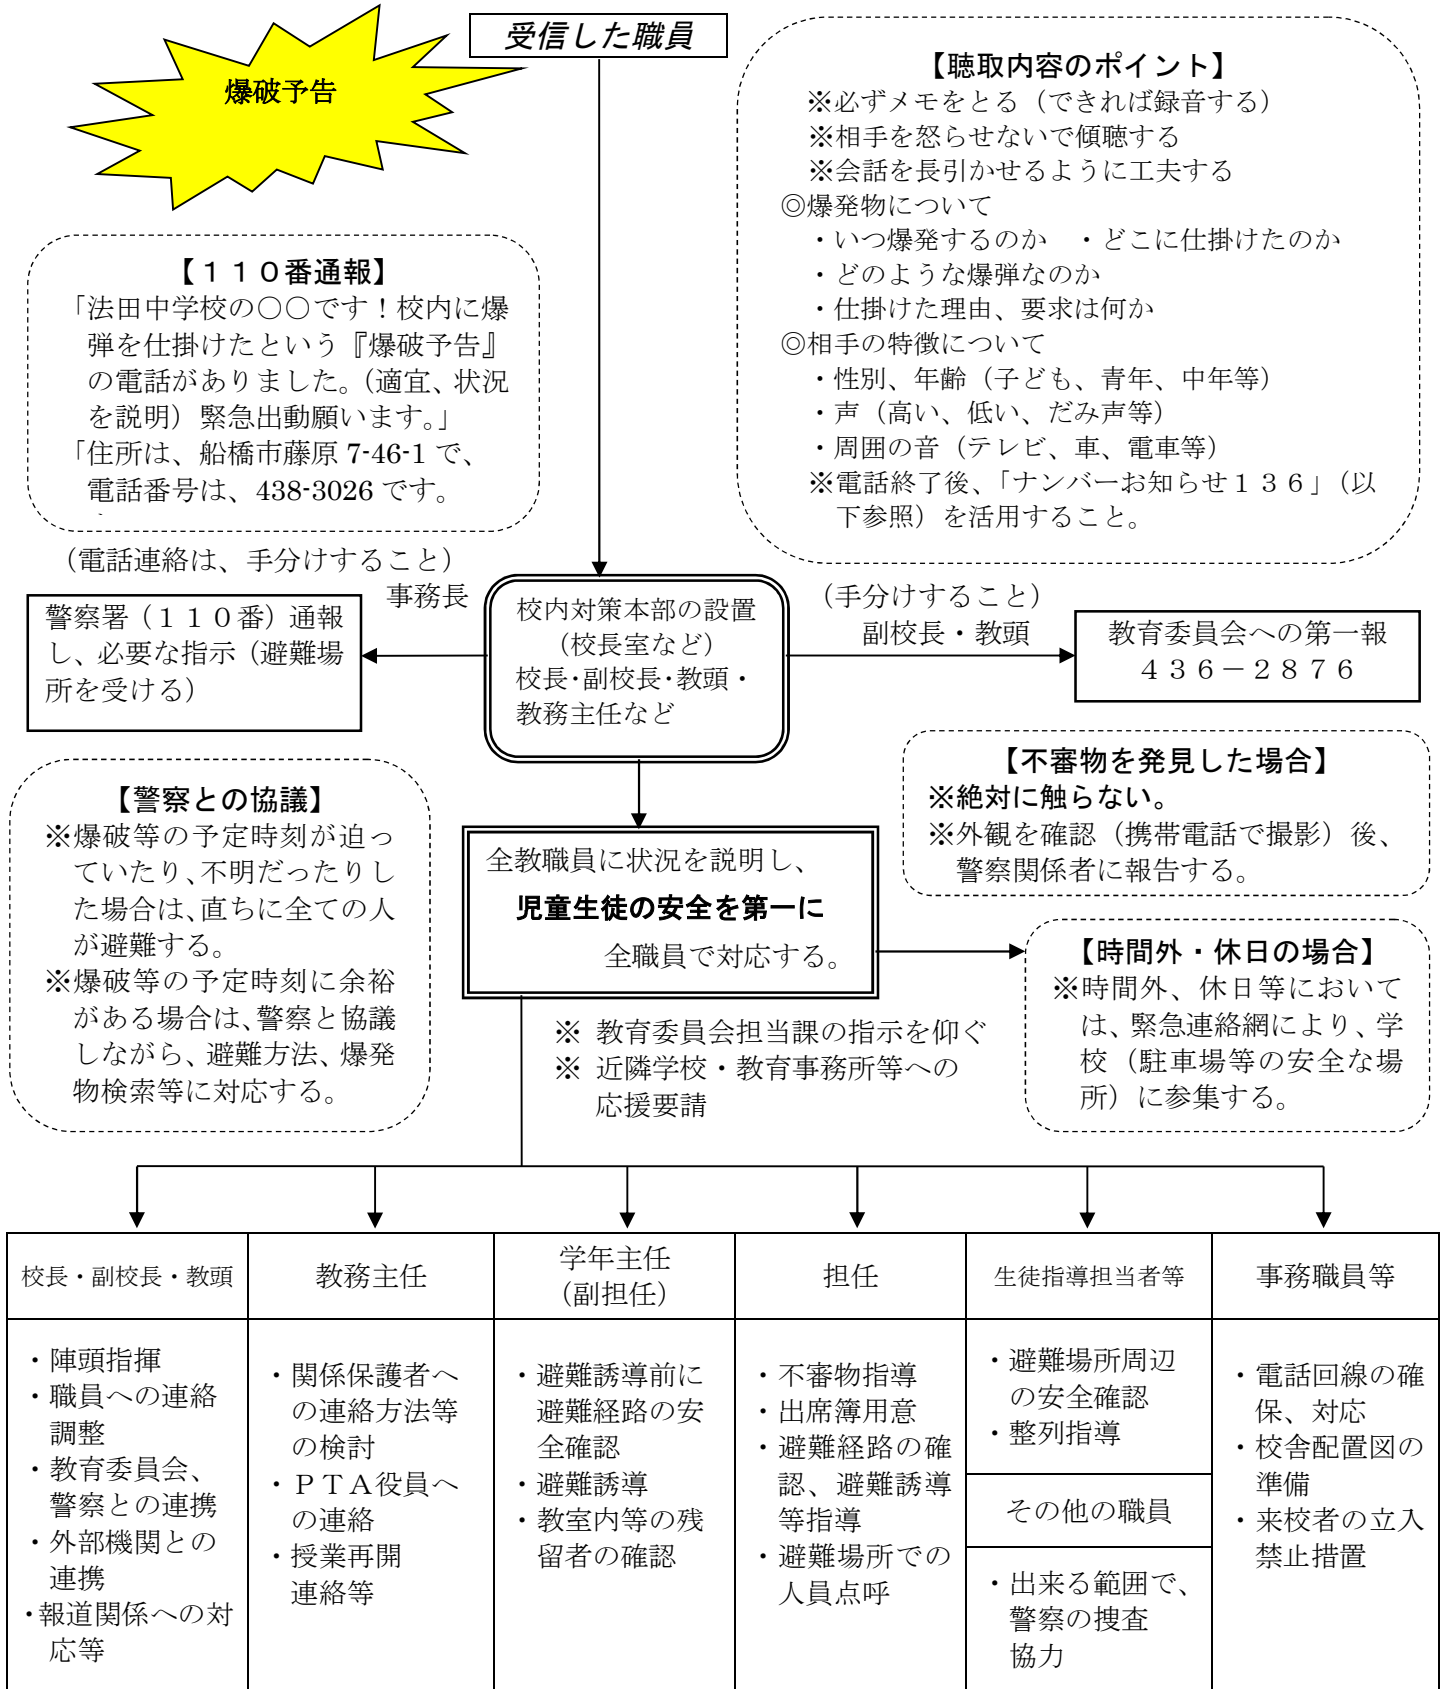 受信した職員
爆破予告
【聴取内容のポイント】
※必ずメモをとる（できれば録音する）
※相手を怒らせないで傾聴する
※会話を長引かせるように工夫する
◎爆発物について
・いつ爆発するのか　・どこに仕掛けたのか
・どのような爆弾なのか
・仕掛けた理由、要求は何か
◎相手の特徴について
・性別、年齢（子ども、青年、中年等）
・声（高い、低い、だみ声等）
・周囲の音（テレビ、車、電車等）
※電話終了後、「ナンバーお知らせ１３６」（以
下参照）を活用すること。
【１１０番通報】
「法田中学校の〇〇です！校内に爆
弾を仕掛けたという『爆破予告』
の電話がありました。（適宜、状況
を説明）緊急出動願います。」
「住所は、船橋市藤原 7-46-1 で、
電話番号は、438-3026 です。
（電話連絡は、手分けすること）
事務長
警察署（１１０番）通報
し、必要な指示（避難場
所を受ける）
校内対策本部の設置
（校長室など）
校長・副校長・教頭・
教務主任など
（手分けすること）
副校長・教頭
教育委員会への第一報
４３６－２８７６
【不審物を発見した場合】
※絶対に触らない。
※外観を確認（携帯電話で撮影）後、
警察関係者に報告する。
【警察との協議】
※爆破等の予定時刻が迫っ
ていたり、不明だったりし
た場合は、直ちに全ての人
が避難する。
※爆破等の予定時刻に余裕
がある場合は、警察と協議
しながら、避難方法、爆発
物検索等に対応する。
全教職員に状況を説明し、
児童生徒の安全を第一に
全職員で対応する。
【時間外・休日の場合】
※時間外、休日等において
は、緊急連絡網により、学
校（駐車場等の安全な場
所）に参集する。
※ 教育委員会担当課の指示を仰ぐ
※ 近隣学校・教育事務所等への
応援要請
校長・副校長・教頭
・陣頭指揮
・職員への連絡
調整
・教育委員会、
警察との連携
・外部機関との
連携
・報道関係への対
応等
教務主任
・関係保護者へ
の連絡方法等
の検討
・ＰＴＡ役員へ
の連絡
・授業再開
連絡等
学年主任
（副担任）
・避難誘導前に
避難経路の安
全確認
・避難誘導
・教室内等の残
留者の確認
担任
・不審物指導
・出席簿用意
・避難経路の確
認、避難誘導
等指導
・避難場所での
人員点呼
生徒指導担当者等
・避難場所周辺
の安全確認
・整列指導
その他の職員
・出来る範囲で、
警察の捜査
協力
事務職員等
・電話回線の確
保、対応
・校舎配置図の
準備
・来校者の立入
禁止措置